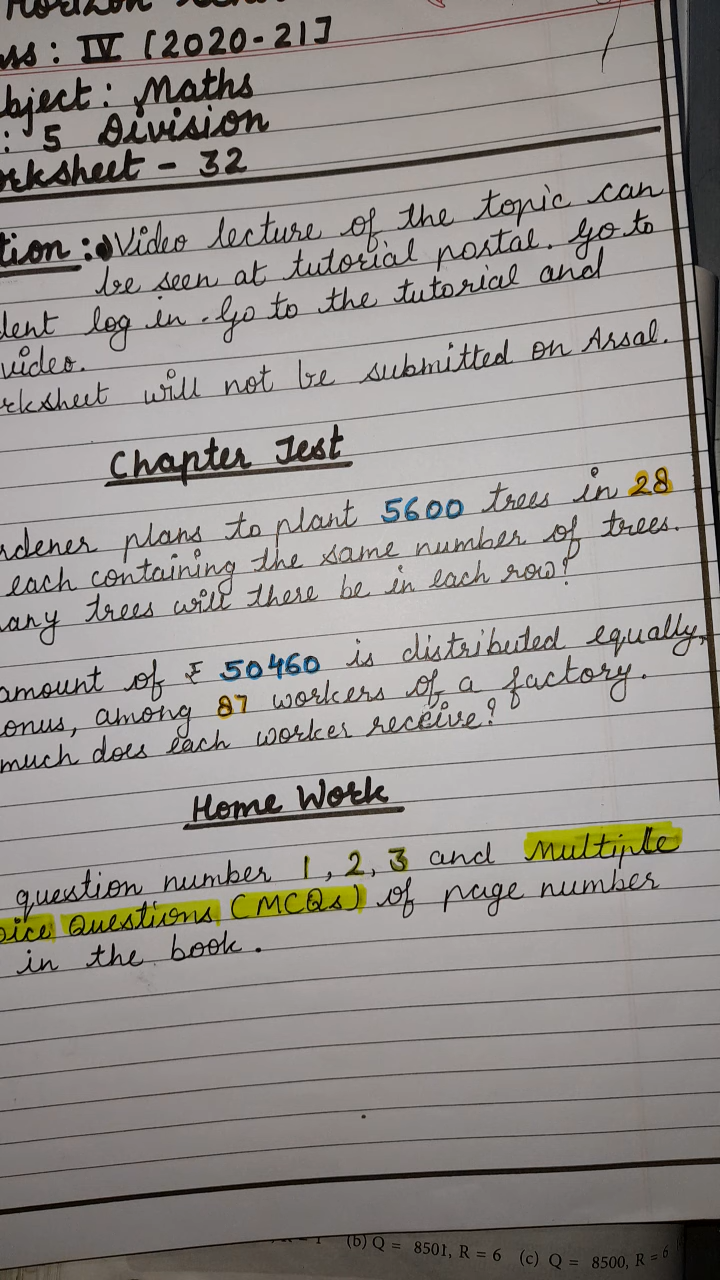 Class: IV [2020-21]
Subject: Maths
: 5 Division
Worksheet - 32
tion: Video lecture of the topic can
be seen at tutorial portal. Go to
dent log in. Go to the tutorial and
video.
rksheet will not be submitted on Arsal.
Chapter Test
rdener plans to plant 5600 trees in 28
each containing the same number of trees.
any trees will there be in each row?
amount of ₹ 50460 is distributed equally,
onus, among 87 workers of a factory.
much does each worker receive?
Home Work
question number 1, 2, 3 and Multiple
oice Questions (MCQs) of page number
in the book.
(b) Q = 8501, R = 6 (c) Q = 8500, R = 6